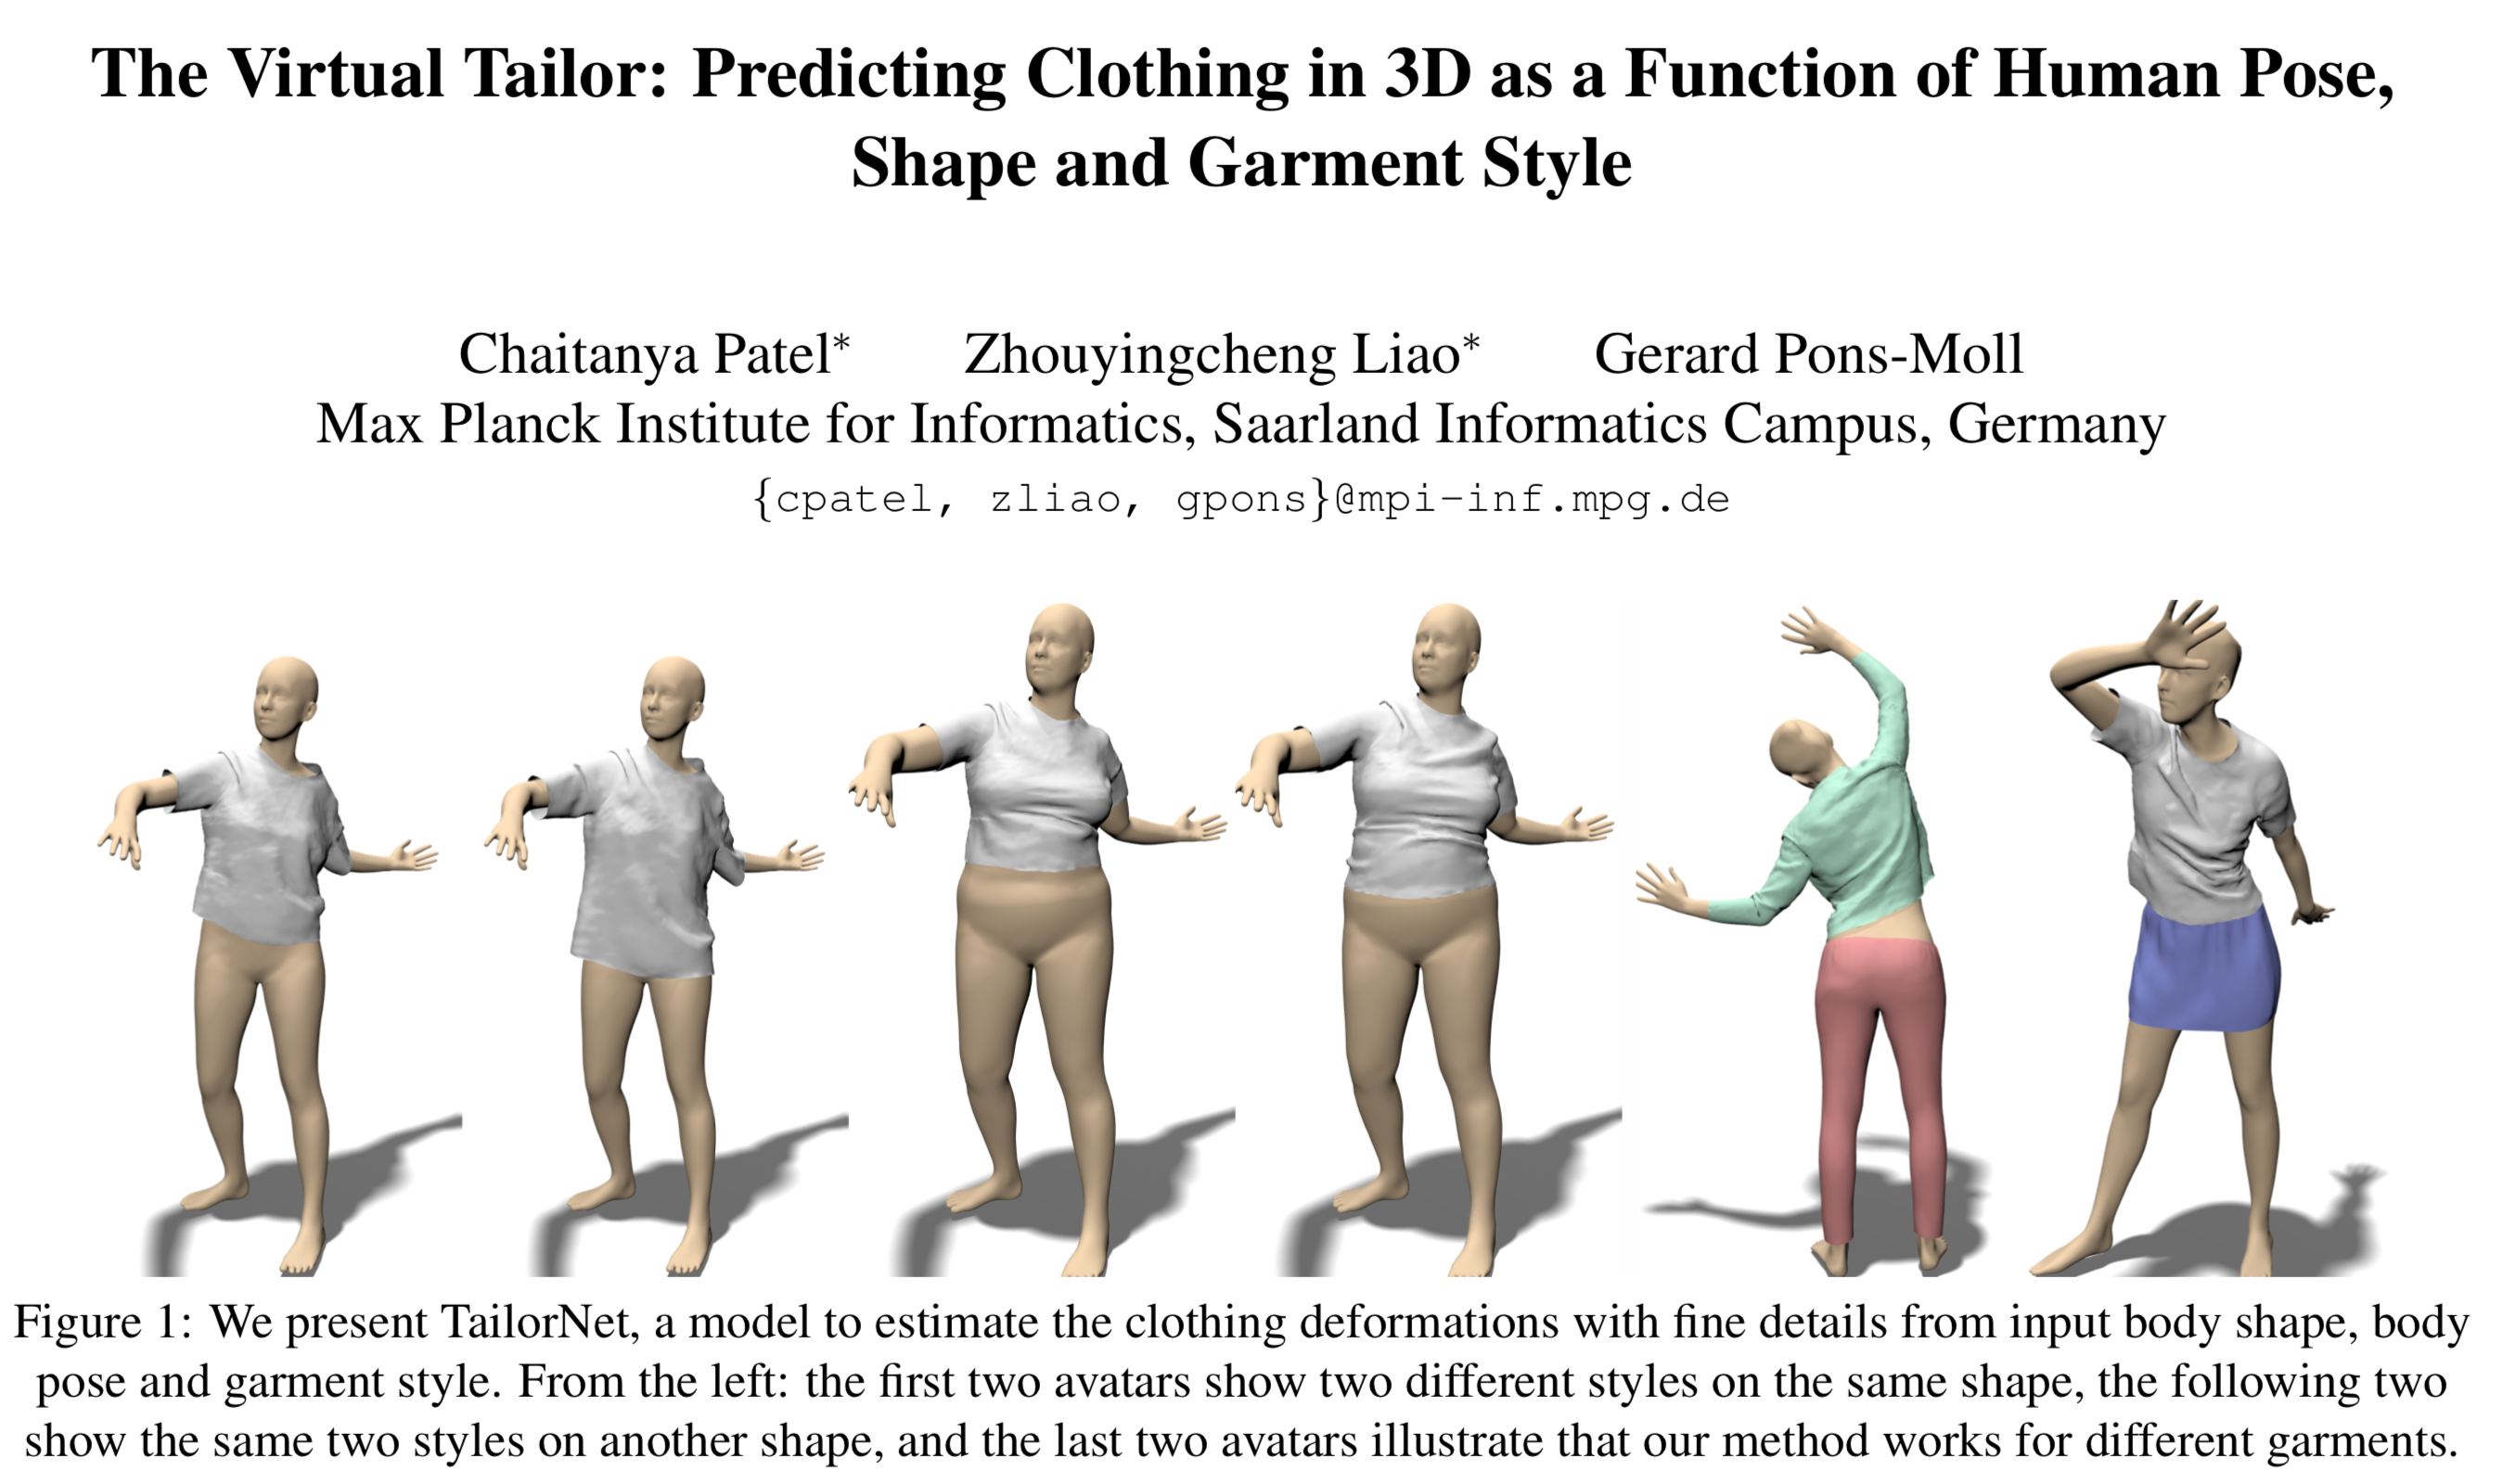 The Virtual Tailor: Predicting Clothing in 3D as a Function of Human Pose,
Shape and Garment Style
Chaitanya Patel* Zhouyingcheng Liao* Gerard Pons-Moll
Max Planck Institute for Informatics, Saarland Informatics Campus, Germany
{cpatel, zliao, gpons}@mpi-inf.mpg.de
Figure 1: We present TailorNet, a model to estimate the clothing deformations with fine details from input body shape, body
pose and garment style. From the left: the first two avatars show two different styles on the same shape, the following two
show the same two styles on another shape, and the last two avatars illustrate that our method works for different garments.